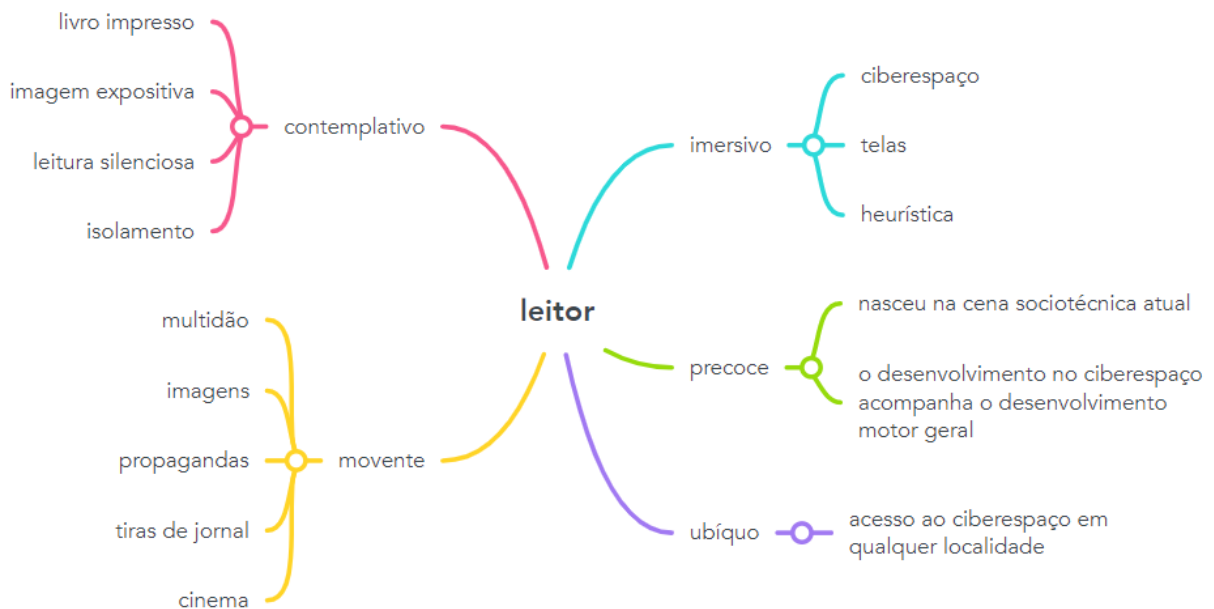 leitor
contemplativo
livro impresso
imagem expositiva
leitura silenciosa
isolamento
movente
multidão
imagens
propagandas
tiras de jornal
cinema
imersivo
ciberespaço
telas
heurística
precoce
nasceu na cena sociotécnica atual
o desenvolvimento no ciberespaço
acompanha o desenvolvimento
motor geral
ubíquo
acesso ao ciberespaço em
qualquer localidade